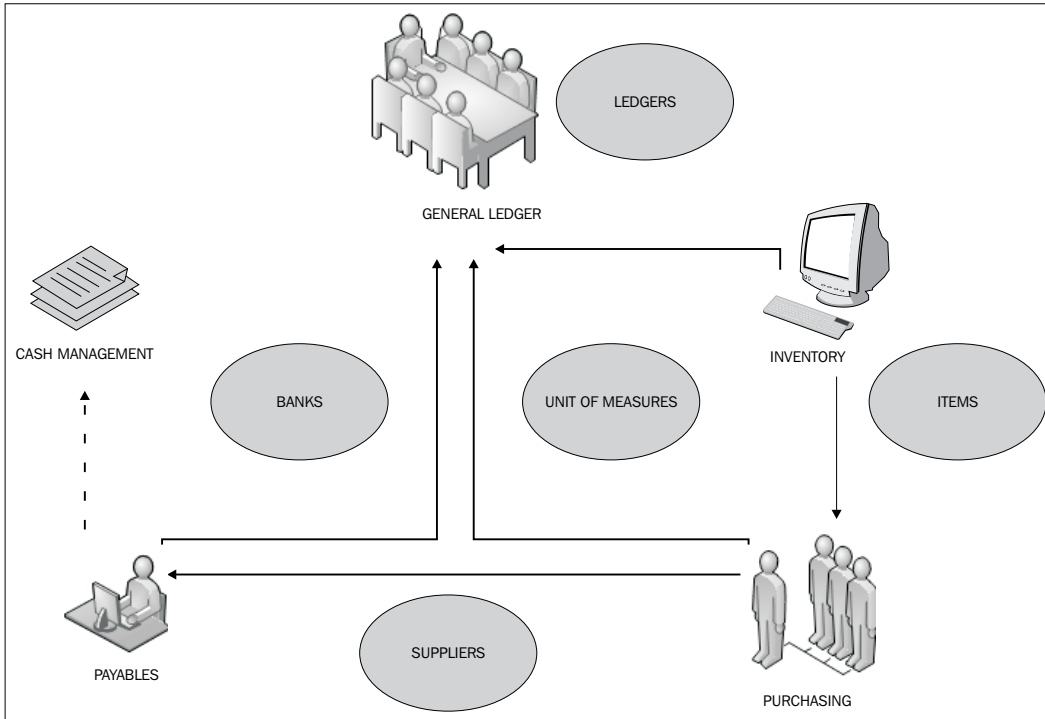 LEDGERS
GENERAL LEDGER
CASH MANAGEMENT
INVENTORY
BANKS
UNIT OF MEASURES
ITEMS
SUPPLIERS
PAYABLES
PURCHASING